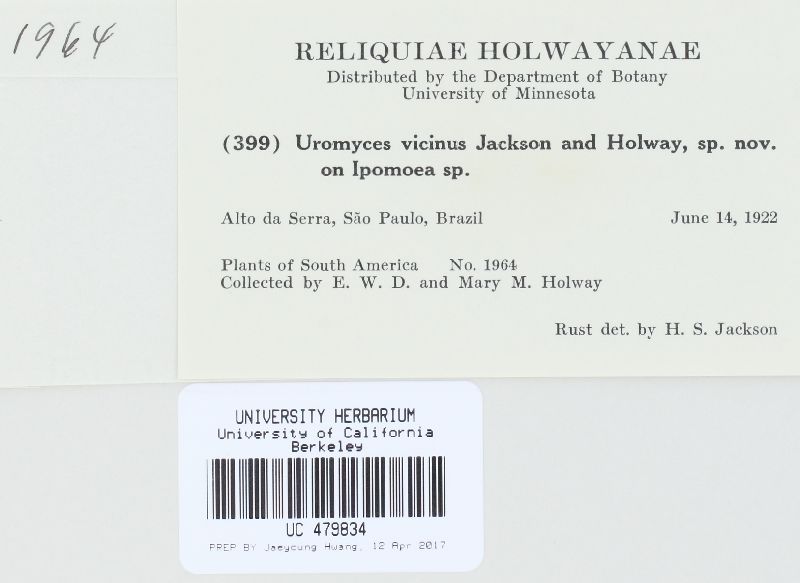 1964
RELIQUIAE HOLWAYANAE
Distributed by the Department of Botany
University of Minnesota
(399) Uromyces vicinus Jackson and Holway, sp. nov.
on Ipomoea sp.
Alto da Serra, São Paulo, Brazil June 14, 1922
Plants of South America No. 1964
Collected by E. W. D. and Mary M. Holway
Rust det. by H. S. Jackson
UNIVERSITY HERBARIUM
University of California
Berkeley
UC 479834
PREP BY Jaeycung Hwang, 12 Apr 2017